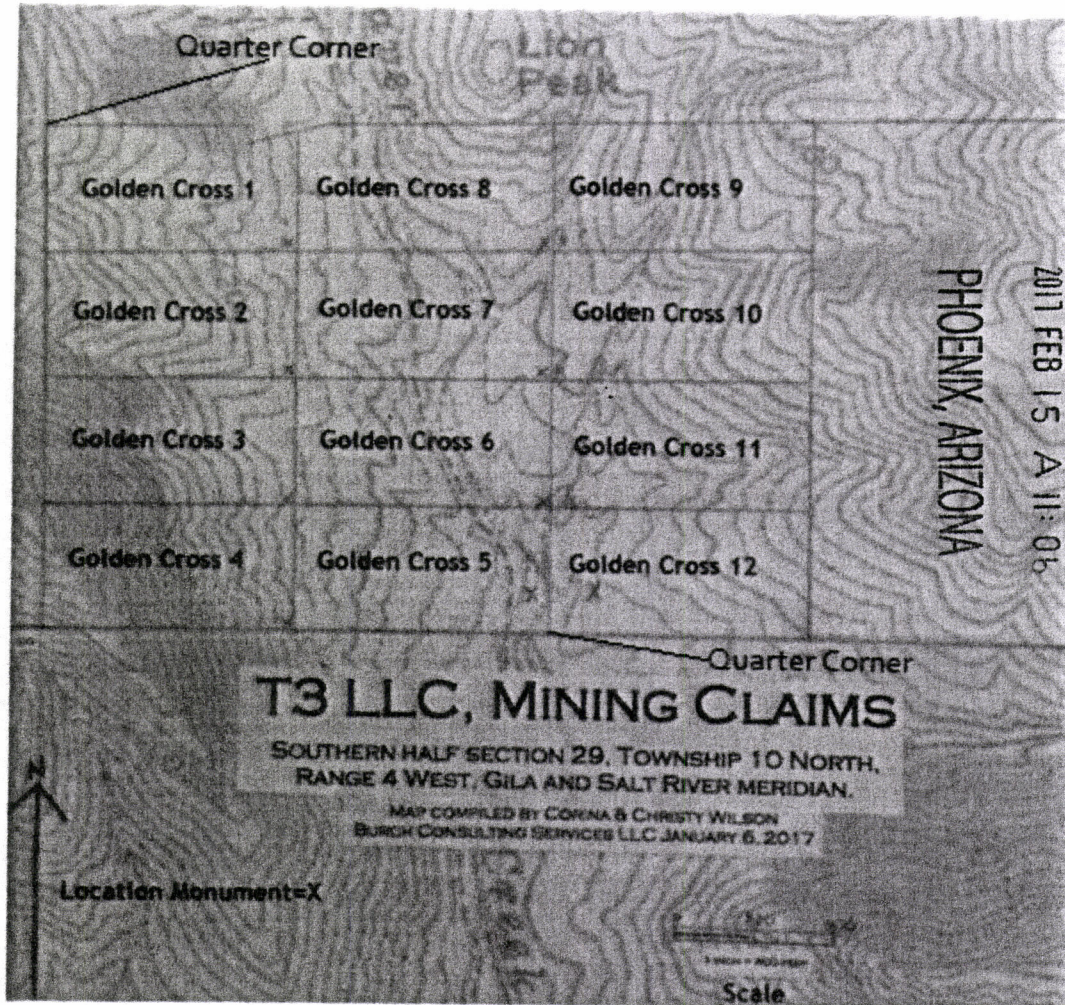 Quarter Corner
Lion
Peak
Golden Cross 1
Golden Cross 8
Golden Cross 9
Golden Cross 2
Golden Cross 7
Golden Cross 10
Golden Cross 3
Golden Cross 6
Golden Cross 11
Golden Cross 4
Golden Cross 5
Golden Cross 12
X
X
PHOENIX, ARIZONA
2017 FEB 15 A 11: 06
Quarter Corner
T3 LLC, MINING CLAIMS
SOUTHERN HALF SECTION 29, TOWNSHIP 10 NORTH,
RANGE 4 WEST, GILA AND SALT RIVER MERIDIAN.
MAP COMPILED BY CORINA & CHRISTY WILSON
BURCH CONSULTING SERVICES LLC JANUARY 6, 2017
N
Location Monument=X
Creek
Scale